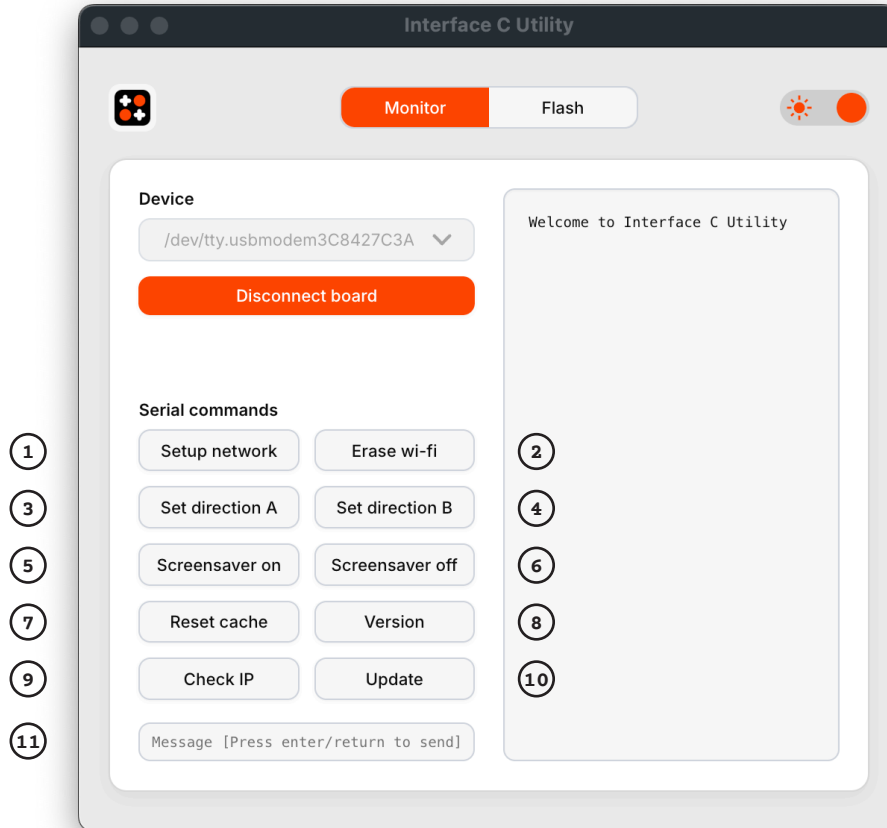 Interface C Utility
Monitor Flash
Device
/dev/tty.usbmodem3C8427C3A
Disconnect board
Welcome to Interface C Utility
Serial commands
1 Setup network Erase wi-fi 2
3 Set direction A Set direction B 4
5 Screensaver on Screensaver off 6
7 Reset cache Version 8
9 Check IP Update 10
11 Message [Press enter/return to send]